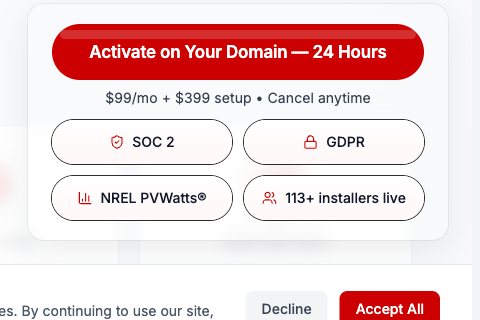 Activate on Your Domain — 24 Hours
$99/mo + $399 setup • Cancel anytime
SOC 2
GDPR
NREL PVWatts®
113+ installers live
es. By continuing to use our site,
Decline
Accept All